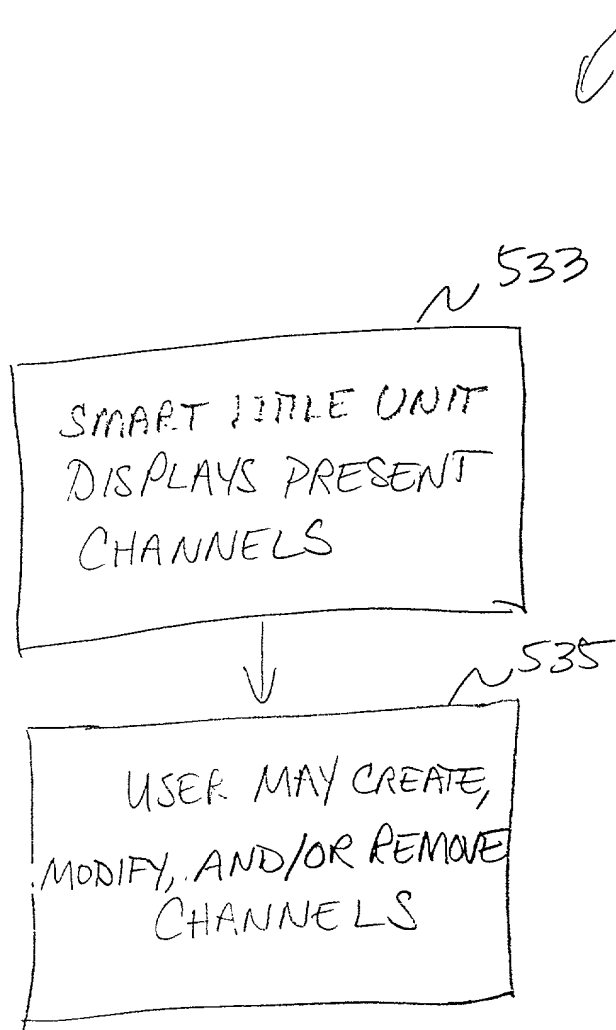 533
SMART TITLE UNIT
DISPLAYS PRESENT
CHANNELS
535
USER MAY CREATE,
MODIFY, AND/OR REMOVE
CHANNELS